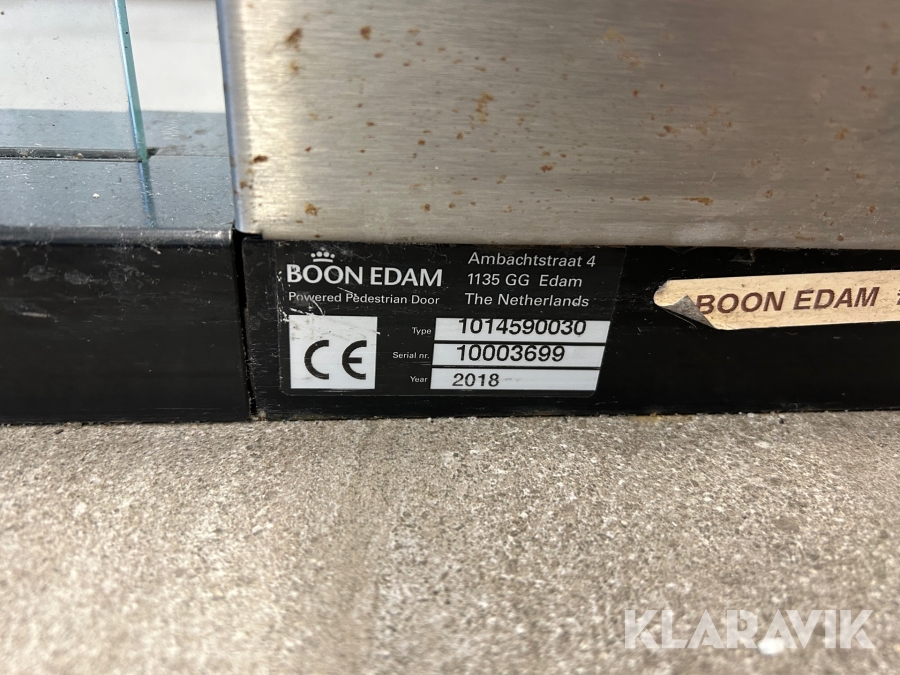 BOON EDAM
Powered Pedestrian Door
Ambachtstraat 4
1135 GG Edam
The Netherlands
CE
Type 1014590030
Serial nr. 10003699
Year 2018
BOON EDAM
KLARAVIK